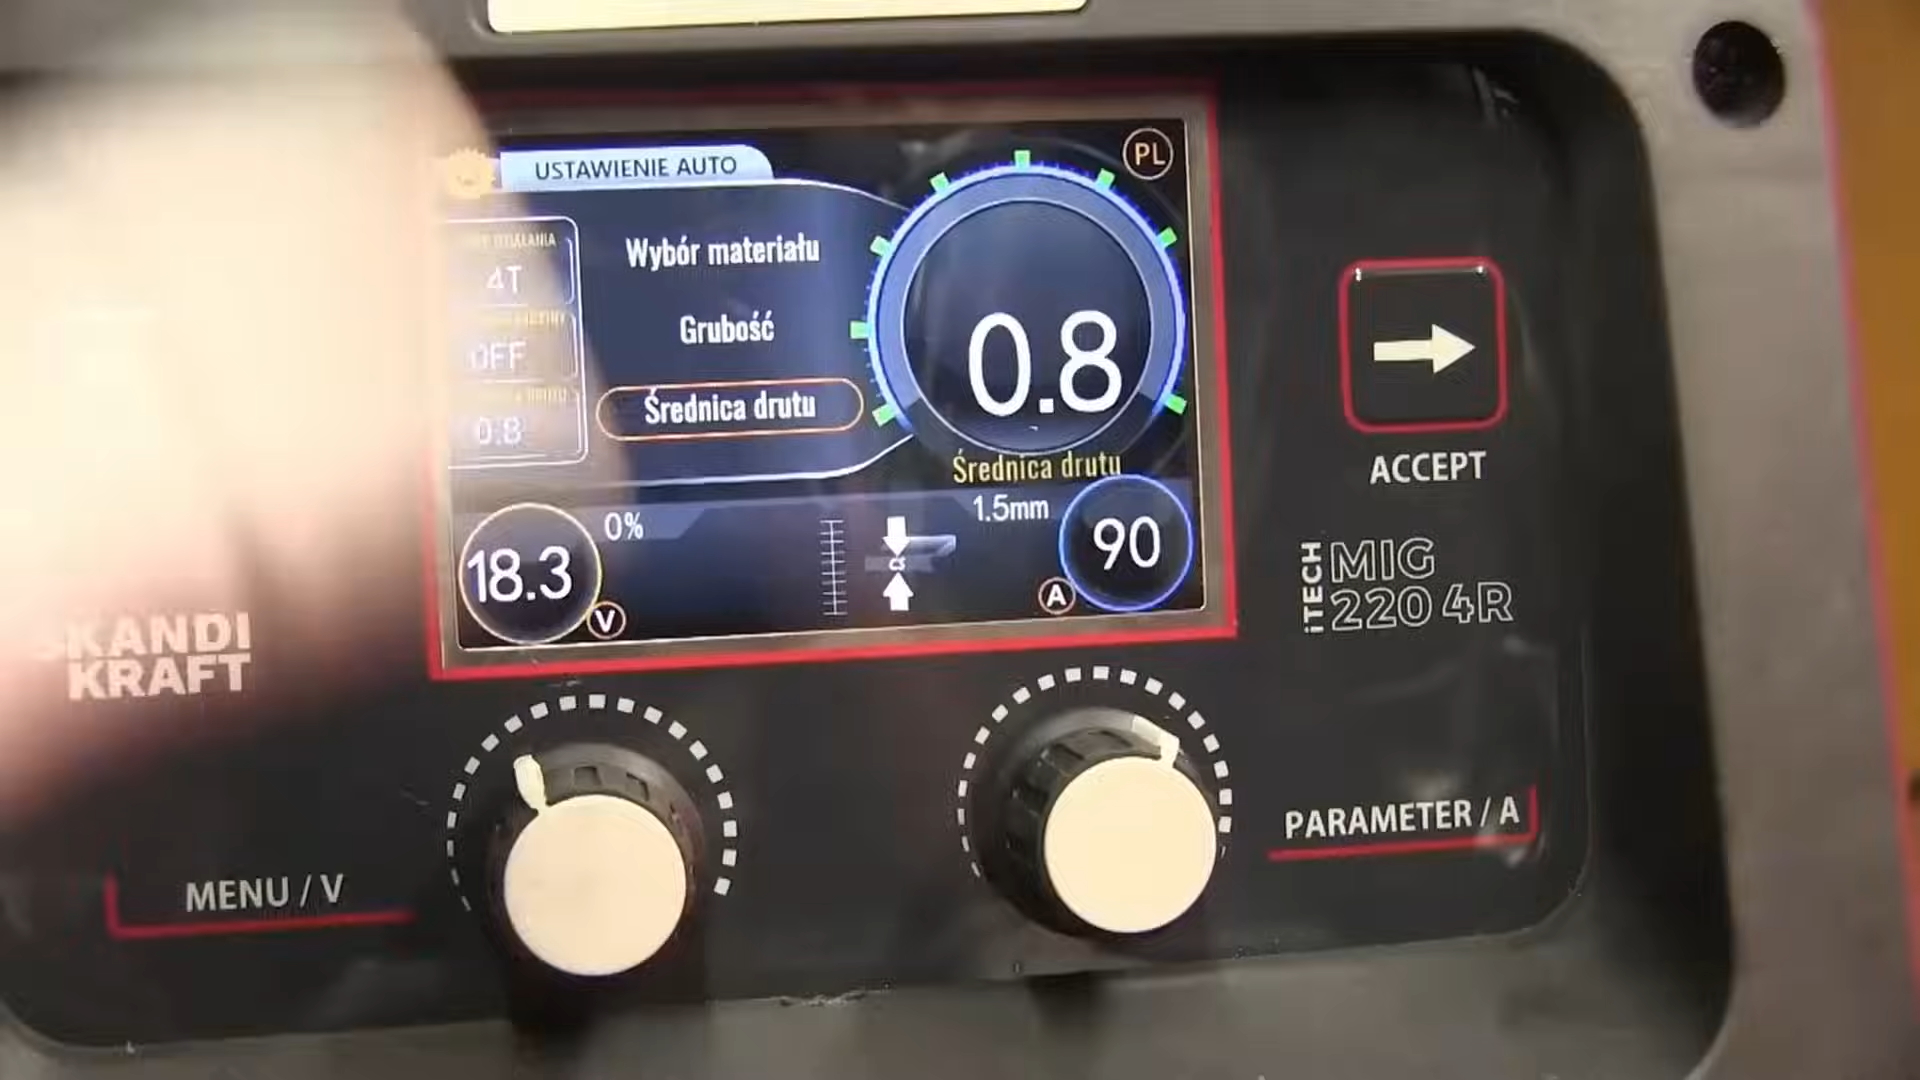 USTAWIENIE AUTO
PL
4T
OFF
0.8
Wybór materiału
Grubość
Średnica drutu
0.8
Średnica drutu
1.5mm
18.3
V
0%
A
90
ACCEPT
iTECH
MIG
220 4R
SKANDI
KRAFT
MENU / V
PARAMETER / A